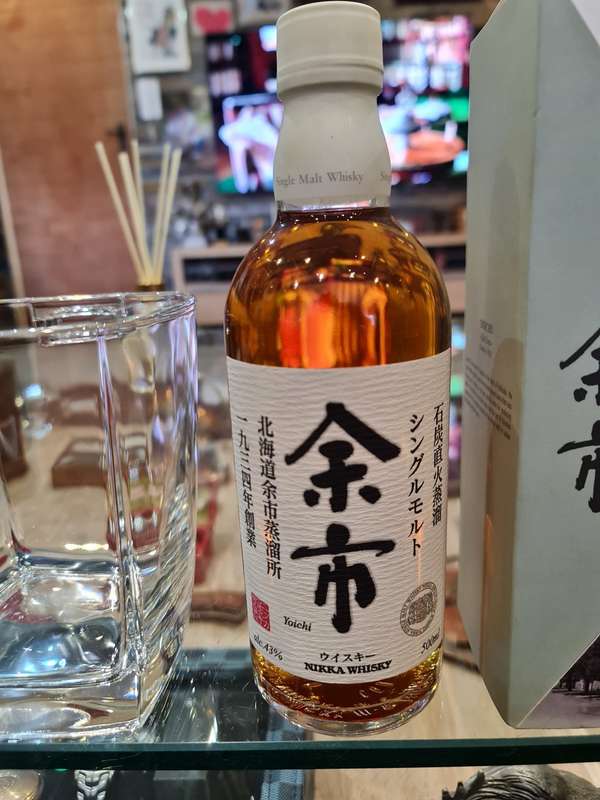 Single Malt Whisky
石炭直火蒸溜
シングルモルト
余市
北海道余市蒸溜所
一九三四年創業
Yoichi
alc.43%
500ml
ウイスキー
NIKKA WHISKY
余市